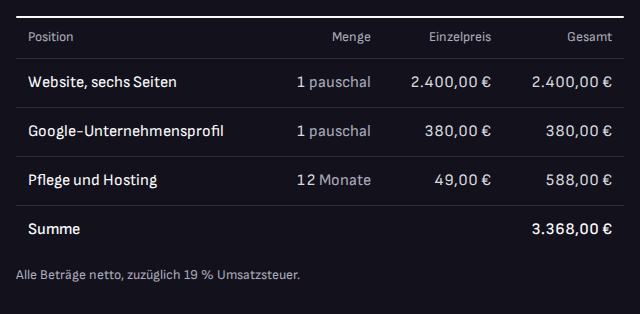 Position Menge Einzelpreis Gesamt
Website, sechs Seiten 1 pauschal 2.400,00 € 2.400,00 €
Google-Unternehmensprofil 1 pauschal 380,00 € 380,00 €
Pflege und Hosting 12 Monate 49,00 € 588,00 €
Summe 3.368,00 €
Alle Beträge netto, zuzüglich 19 % Umsatzsteuer.